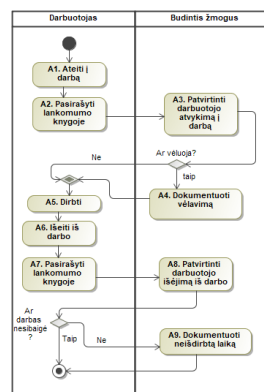 Darbuotojas
Budintis žmogus
A1. Ateiti į
darbą
A2. Pasirašyti
lankomumo
knygoje
A3. Patvirtinti
darbuotojo
atvykimą į
darbą
Ar vėluoja?
Ne
taip
A4. Dokumentuoti
vėlavimą
A5. Dirbti
A6. Išeiti iš
darbo
A7. Pasirašyti
lankomumo
knygoje
A8. Patvirtinti
darbuotojo
išėjimą iš darbo
Ar
darbas
nesibaigė
?
Taip
Ne
A9. Dokumentuoti
neišdirbtą laiką